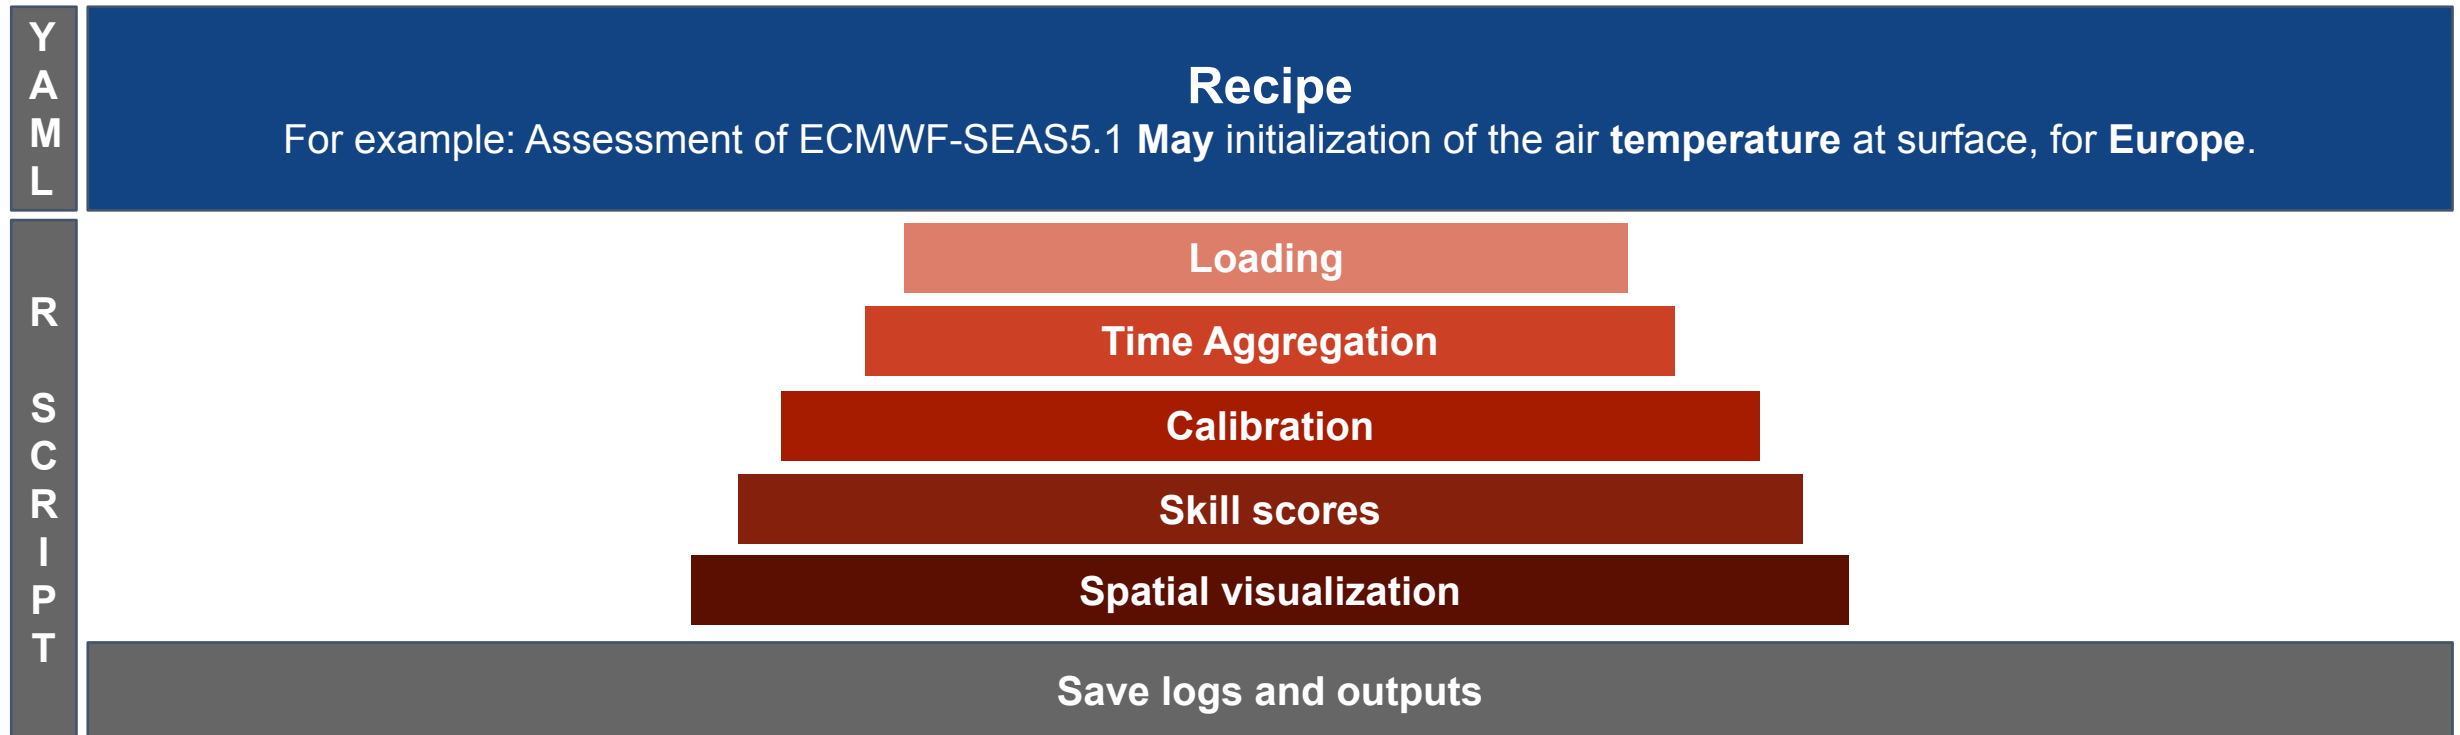 YAML
Recipe
For example: Assessment of ECMWF-SEAS5.1 May initialization of the air temperature at surface, for Europe.
R SCRIPT
Loading
Time Aggregation
Calibration
Skill scores
Spatial visualization
Save logs and outputs